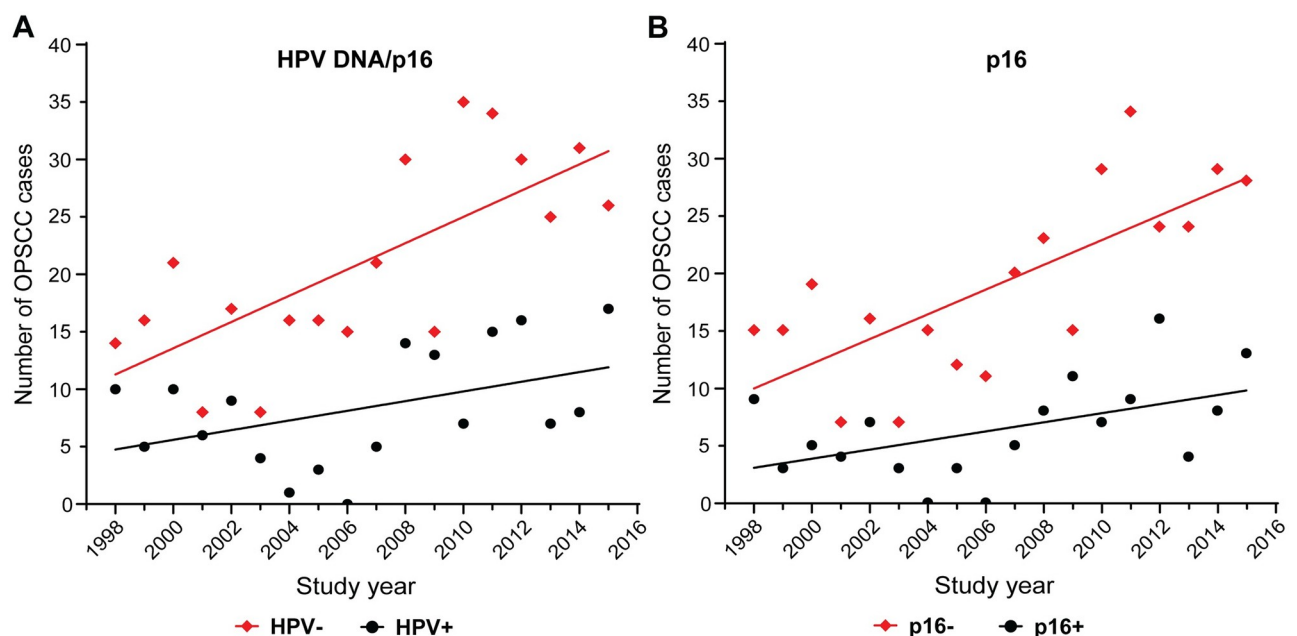 A
HPV DNA/p16
Number of OPSCC cases
40
35
30
25
20
15
10
5
0
1998 2000 2002 2004 2006 2008 2010 2012 2014 2016
Study year
HPV- HPV+
B
p16
Number of OPSCC cases
40
35
30
25
20
15
10
5
0
1998 2000 2002 2004 2006 2008 2010 2012 2014 2016
Study year
p16- p16+